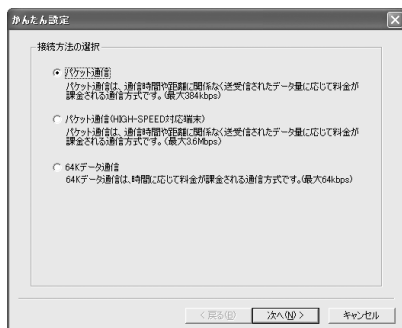 かんたん設定
接続方法の選択
パケット通信
パケット通信は、通信時間や距離に関係なく送受信されたデータ量に応じて料金が
課金される通信方式です。(最大384kbps)
パケット通信(HIGH-SPEED対応端末)
パケット通信は、通信時間や距離に関係なく送受信されたデータ量に応じて料金が
課金される通信方式です。(最大3.6Mbps)
64Kデータ通信
64Kデータ通信は、時間に応じて料金が課金される通信方式です。(最大64kbps)
< 戻る(B)
次へ(N) >
キャンセル